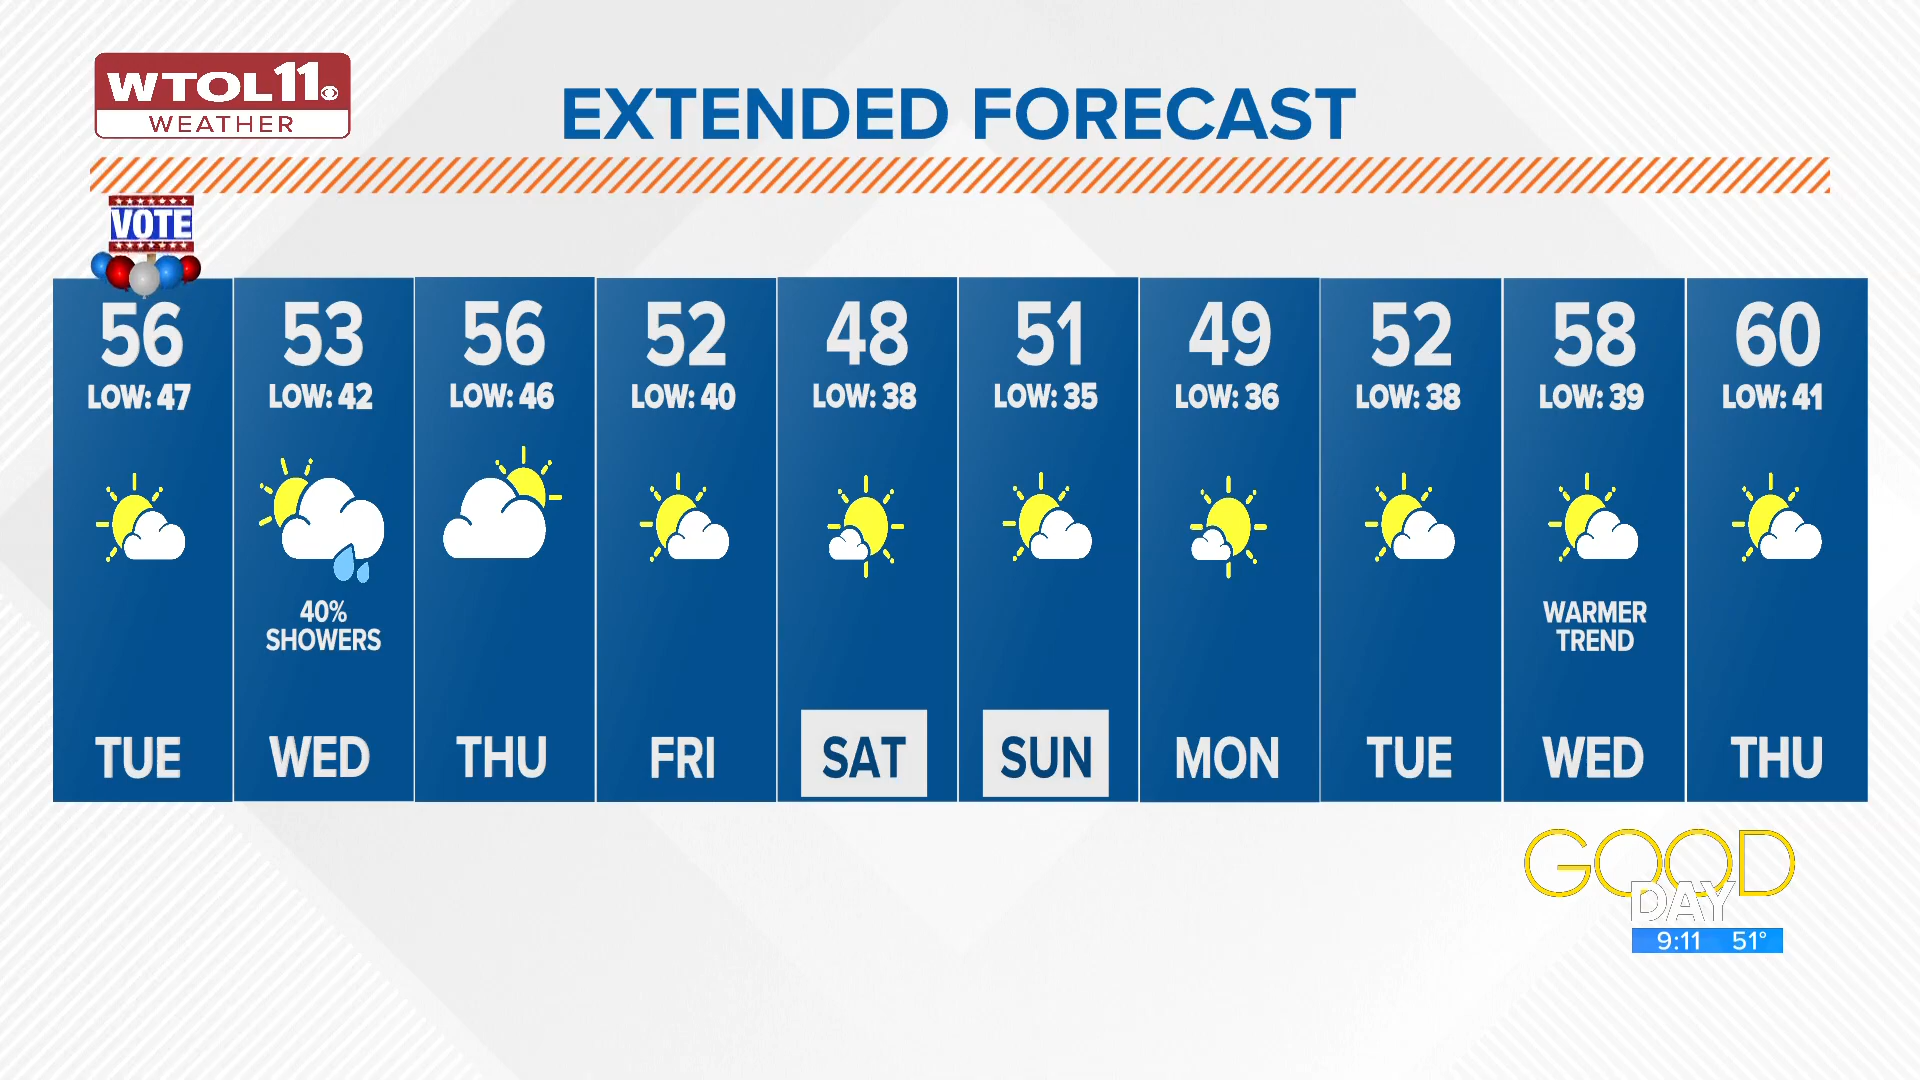 WTOL 11
WEATHER
EXTENDED FORECAST
VOTE
56 53 56 52 48 51 49 52 58 60
LOW: 47 LOW: 42 LOW: 46 LOW: 40 LOW: 38 LOW: 35 LOW: 36 LOW: 38 LOW: 39 LOW: 41
40%
SHOWERS
WARMER
TREND
TUE WED THU FRI SAT SUN MON TUE WED THU
GOOD
DAY
9:11 51°